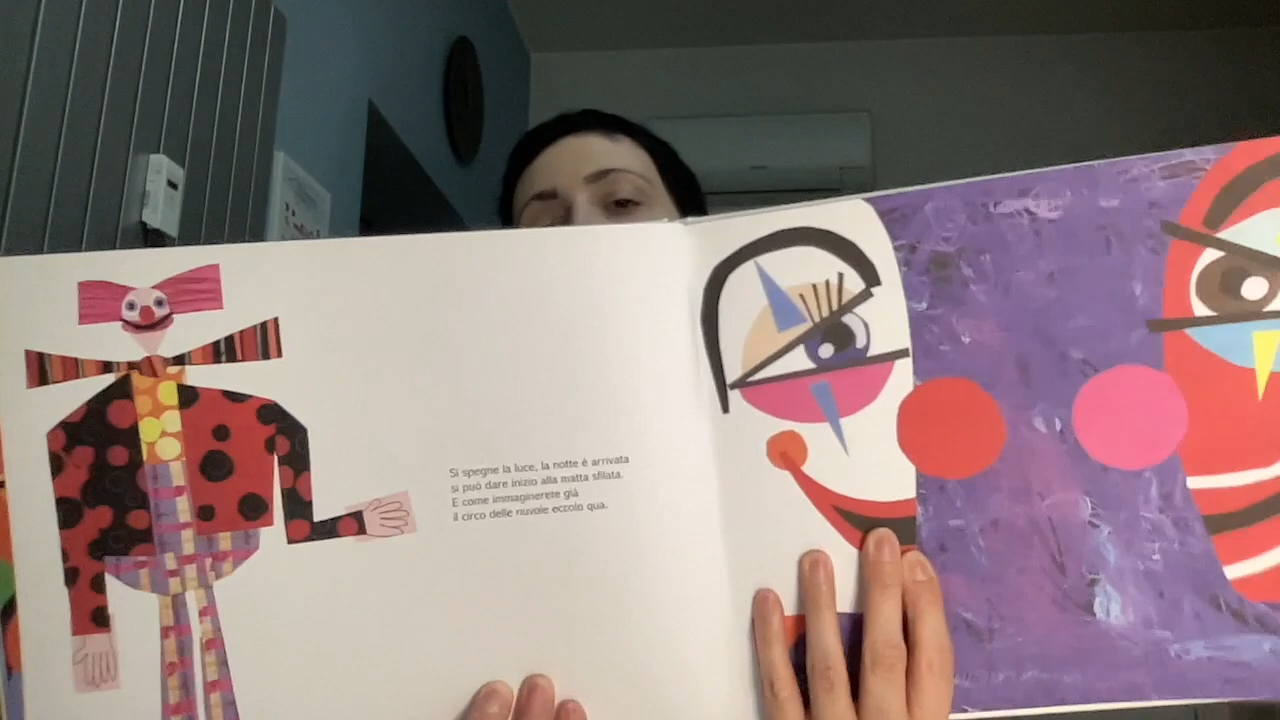 Si spegne la luce, la notte è arrivata
si può dare inizio alla matta sfilata.
E come immaginerete già
il circo delle nuvole eccolo qua.